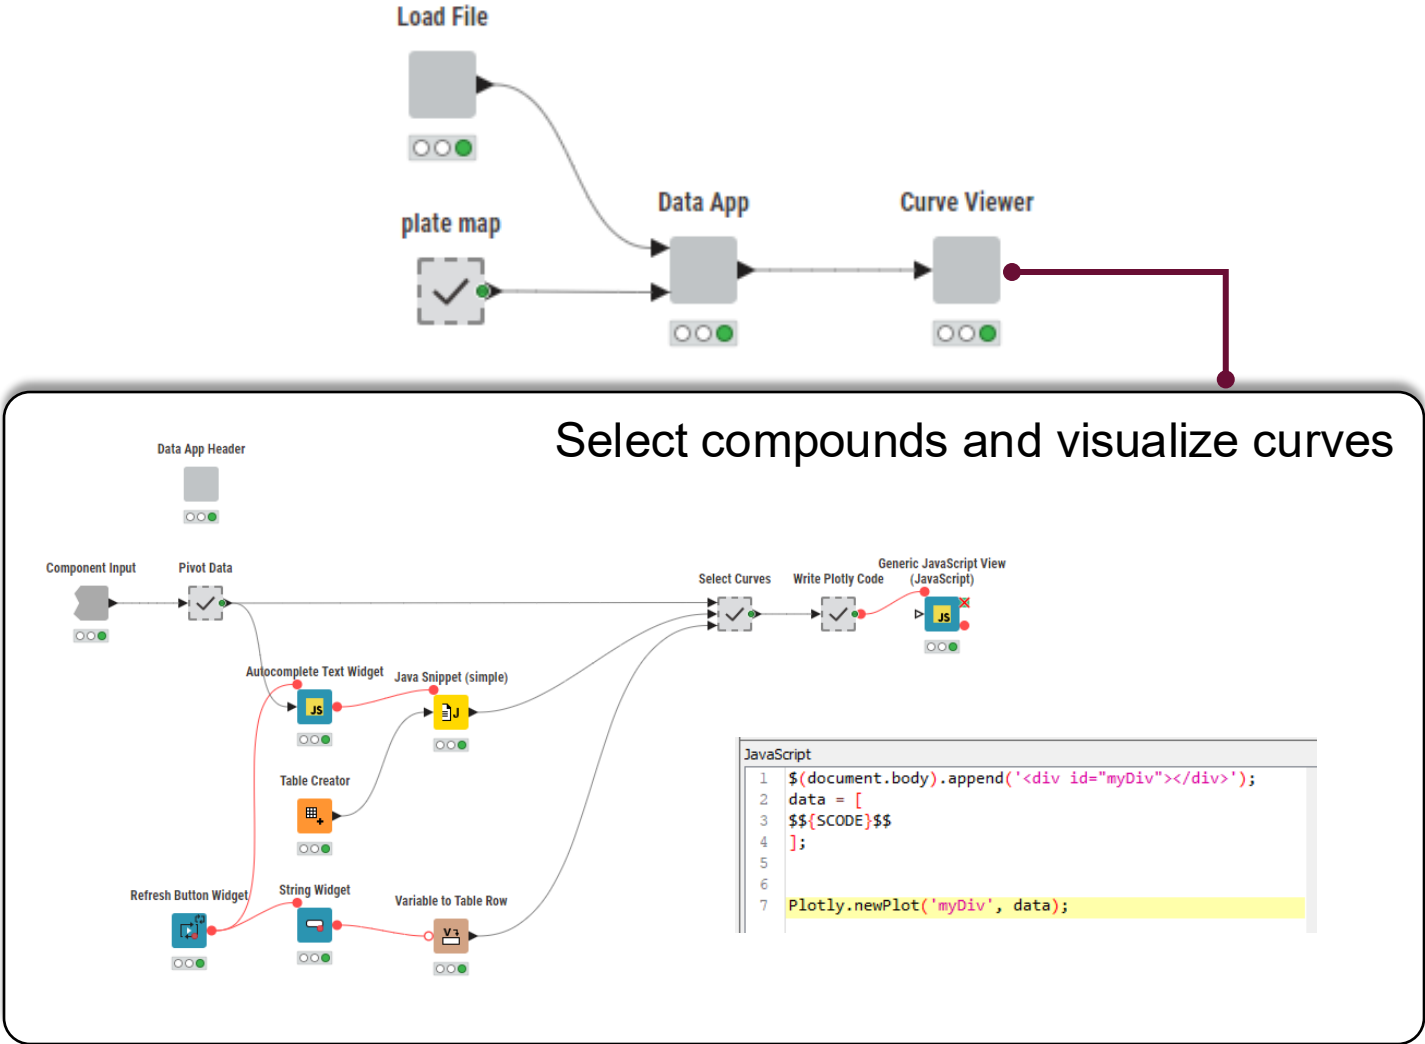 Load File
plate map
Data App
Curve Viewer
Select compounds and visualize curves
Data App Header
Component Input
Pivot Data
Select Curves
Write Plotly Code
Generic JavaScript View
(JavaScript)
JS
Autocomplete Text Widget
JS
Java Snippet (simple)
J
Table Creator
Refresh Button Widget
String Widget
Variable to Table Row
V
JavaScript
1 $(document.body).append('<div id="myDiv"></div>');
2 data = [
3 $${SCODE}$$
4 ];
5
6
7 Plotly.newPlot('myDiv', data);